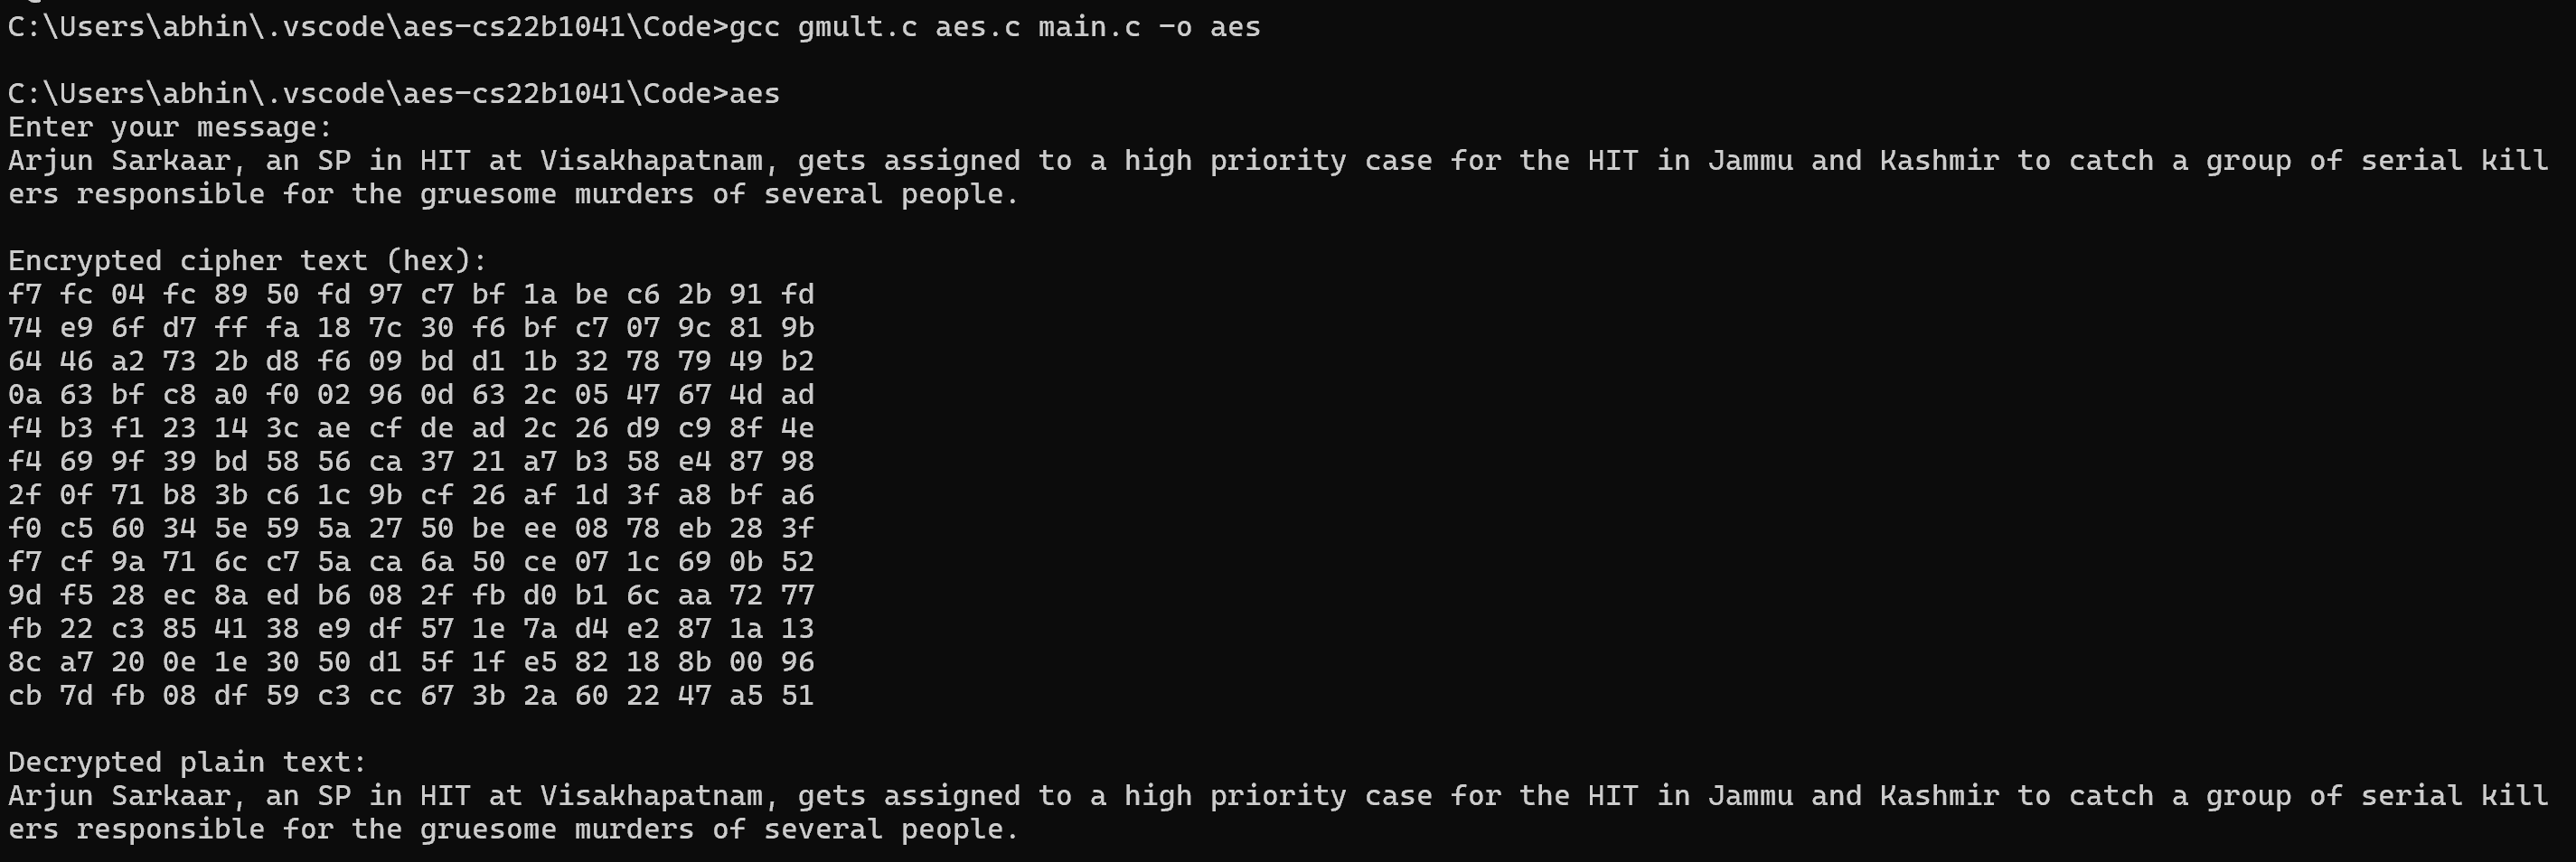 C:\Users\abhin\.vscode\aes-cs22b1041\Code>gcc gmult.c aes.c main.c -o aes
C:\Users\abhin\.vscode\aes-cs22b1041\Code>aes
Enter your message:
Arjun Sarkaar, an SP in HIT at Visakhapatnam, gets assigned to a high priority case for the HIT in Jammu and Kashmir to catch a group of serial kill
ers responsible for the gruesome murders of several people.
Encrypted cipher text (hex):
f7 fc 04 fc 89 50 fd 97 c7 bf 1a be c6 2b 91 fd
74 e9 6f d7 ff fa 18 7c 30 f6 bf c7 07 9c 81 9b
64 46 a2 73 2b d8 f6 09 bd d1 1b 32 78 79 49 b2
0a 63 bf c8 a0 f0 02 96 0d 63 2c 05 47 67 4d ad
f4 b3 f1 23 14 3c ae cf de ad 2c 26 d9 c9 8f 4e
f4 69 9f 39 bd 58 56 ca 37 21 a7 b3 58 e4 87 98
2f 0f 71 b8 3b c6 1c 9b cf 26 af 1d 3f a8 bf a6
f0 c5 60 34 5e 59 5a 27 50 be ee 08 78 eb 28 3f
f7 cf 9a 71 6c c7 5a ca 6a 50 ce 07 1c 69 0b 52
9d f5 28 ec 8a ed b6 08 2f fb d0 b1 6c aa 72 77
fb 22 c3 85 41 38 e9 df 57 1e 7a d4 e2 87 1a 13
8c a7 20 0e 1e 30 50 d1 5f 1f e5 82 18 8b 00 96
cb 7d fb 08 df 59 c3 cc 67 3b 2a 60 22 47 a5 51
Decrypted plain text:
Arjun Sarkaar, an SP in HIT at Visakhapatnam, gets assigned to a high priority case for the HIT in Jammu and Kashmir to catch a group of serial kill
ers responsible for the gruesome murders of several people.